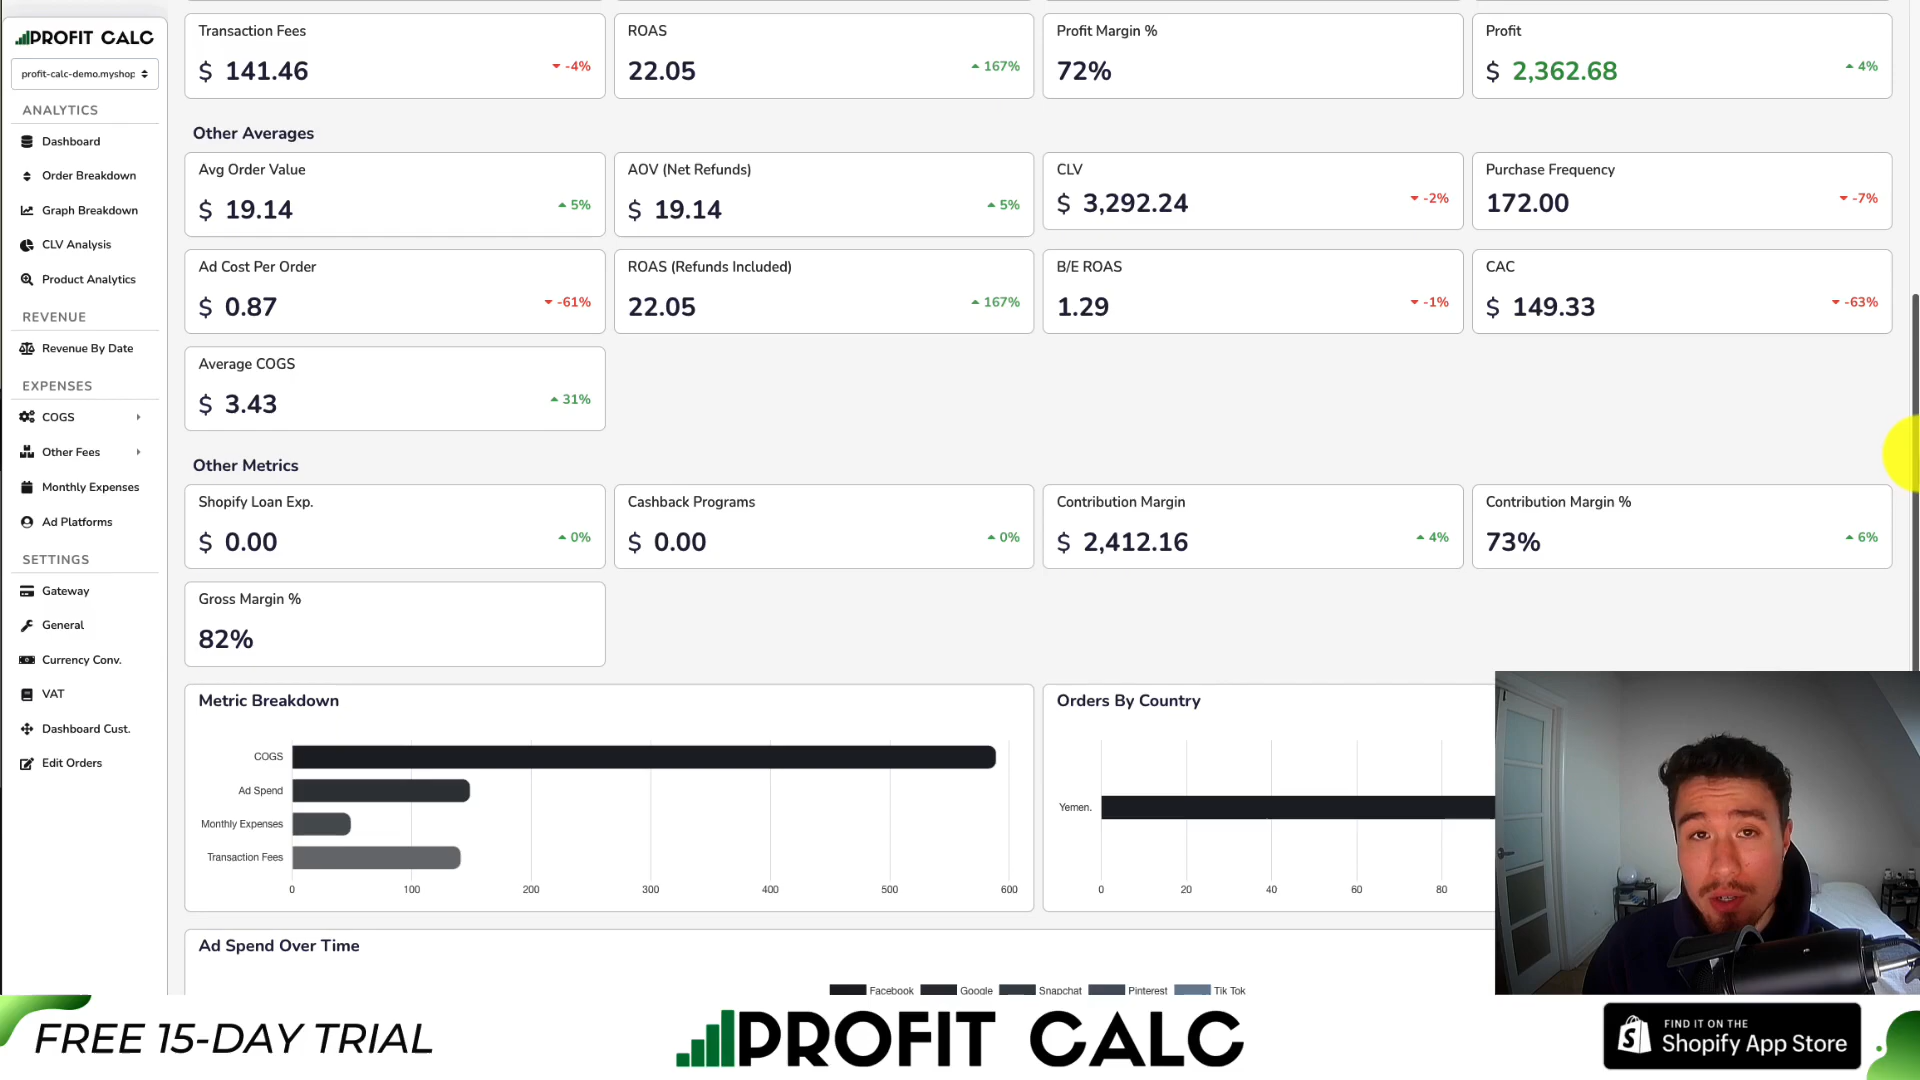 PROFIT CALC
profit-calc-demo.myshop
ANALYTICS
Dashboard
Order Breakdown
Graph Breakdown
CLV Analysis
Product Analytics
REVENUE
Revenue By Date
EXPENSES
COGS
Other Fees
Monthly Expenses
Ad Platforms
SETTINGS
Gateway
General
Currency Conv.
VAT
Dashboard Cust.
Edit Orders
Transaction Fees
$ 141.46
-4%
ROAS
22.05
167%
Profit Margin %
72%
Profit
$ 2,362.68
4%
Other Averages
Avg Order Value
$ 19.14
5%
AOV (Net Refunds)
$ 19.14
5%
CLV
$ 3,292.24
-2%
Purchase Frequency
172.00
-7%
Ad Cost Per Order
$ 0.87
-61%
ROAS (Refunds Included)
22.05
167%
B/E ROAS
1.29
-1%
CAC
$ 149.33
-63%
Average COGS
$ 3.43
31%
Other Metrics
Shopify Loan Exp.
$ 0.00
0%
Cashback Programs
$ 0.00
0%
Contribution Margin
$ 2,412.16
4%
Contribution Margin %
73%
6%
Gross Margin %
82%
Metric Breakdown
COGS
Ad Spend
Monthly Expenses
Transaction Fees
0 100 200 300 400 500 600
Orders By Country
Yemen.
0 20 40 60 80
Ad Spend Over Time
Facebook Google Snapchat Pinterest Tik Tok
FREE 15-DAY TRIAL
PROFIT CALC
FIND IT ON THE
Shopify App Store